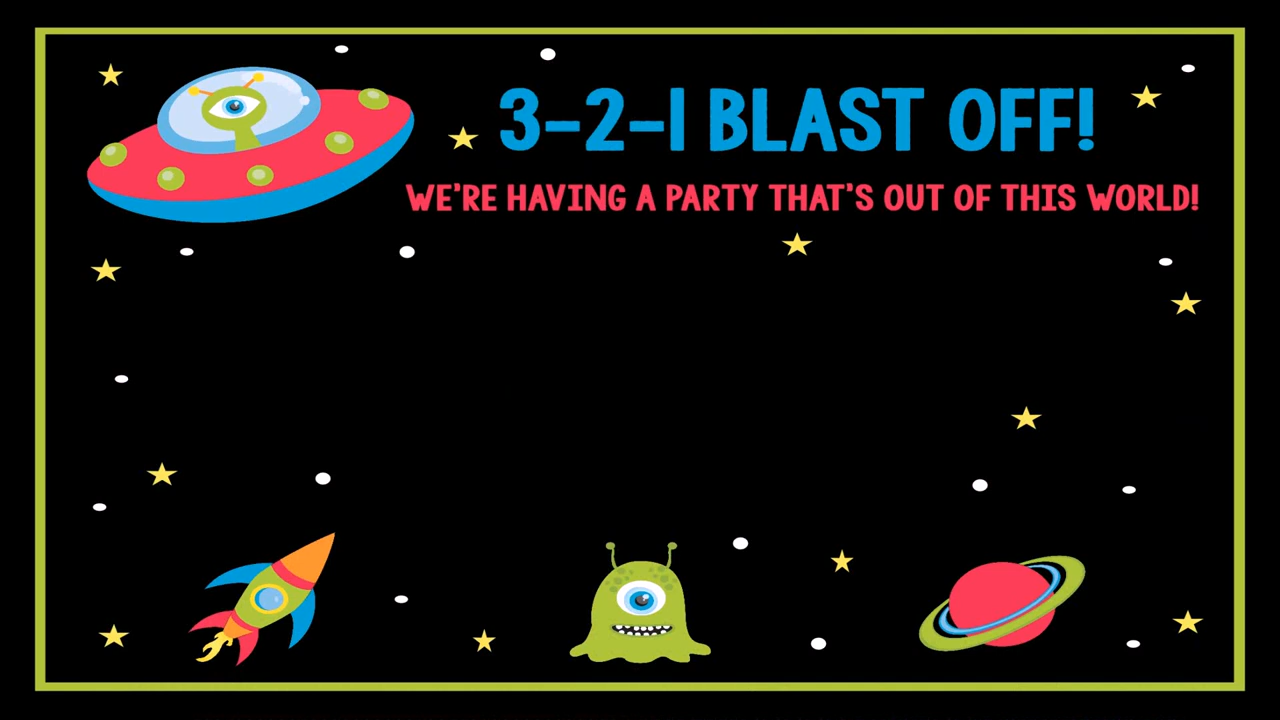 3-2-1 BLAST OFF!
WE'RE HAVING A PARTY THAT'S OUT OF THIS WORLD!